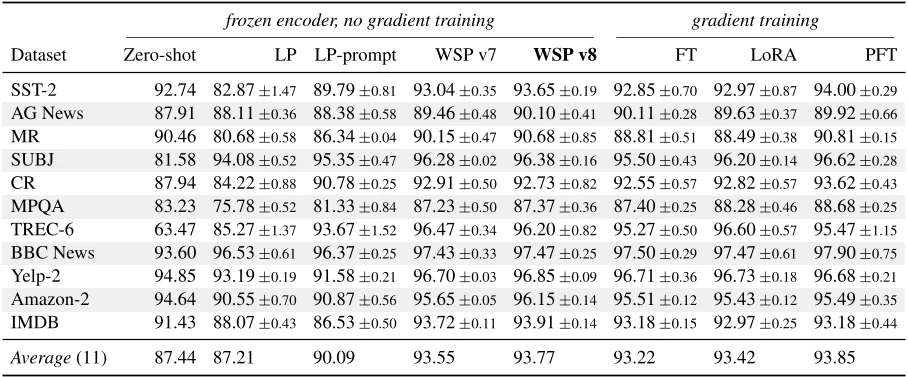 frozen encoder, no gradient training gradient training
Dataset Zero-shot LP LP-prompt WSP v7 WSP v8 FT LoRA PFT
SST-2 92.74 82.87 ±1.47 89.79 ±0.81 93.04 ±0.35 93.65 ±0.19 92.85 ±0.70 92.97 ±0.87 94.00 ±0.29
AG News 87.91 88.11 ±0.36 88.38 ±0.58 89.46 ±0.48 90.10 ±0.41 90.11 ±0.28 89.63 ±0.37 89.92 ±0.66
MR 90.46 80.68 ±0.58 86.34 ±0.04 90.15 ±0.47 90.68 ±0.85 88.81 ±0.51 88.49 ±0.38 90.81 ±0.15
SUBJ 81.58 94.08 ±0.52 95.35 ±0.47 96.28 ±0.02 96.38 ±0.16 95.50 ±0.43 96.20 ±0.14 96.62 ±0.28
CR 87.94 84.22 ±0.88 90.78 ±0.25 92.91 ±0.50 92.73 ±0.82 92.55 ±0.57 92.82 ±0.57 93.62 ±0.43
MPQA 83.23 75.78 ±0.52 81.33 ±0.84 87.23 ±0.50 87.37 ±0.36 87.40 ±0.25 88.28 ±0.46 88.68 ±0.25
TREC-6 63.47 85.27 ±1.37 93.67 ±1.52 96.47 ±0.34 96.20 ±0.82 95.27 ±0.50 96.60 ±0.57 95.47 ±1.15
BBC News 93.60 96.53 ±0.61 96.37 ±0.25 97.43 ±0.33 97.47 ±0.25 97.50 ±0.29 97.47 ±0.61 97.90 ±0.75
Yelp-2 94.85 93.19 ±0.19 91.58 ±0.21 96.70 ±0.03 96.85 ±0.09 96.71 ±0.36 96.73 ±0.18 96.68 ±0.21
Amazon-2 94.64 90.55 ±0.70 90.87 ±0.56 95.65 ±0.05 96.15 ±0.14 95.51 ±0.12 95.43 ±0.12 95.49 ±0.35
IMDB 91.43 88.07 ±0.43 86.53 ±0.50 93.72 ±0.11 93.91 ±0.14 93.18 ±0.15 92.97 ±0.25 93.18 ±0.44
Average (11) 87.44 87.21 90.09 93.55 93.77 93.22 93.42 93.85